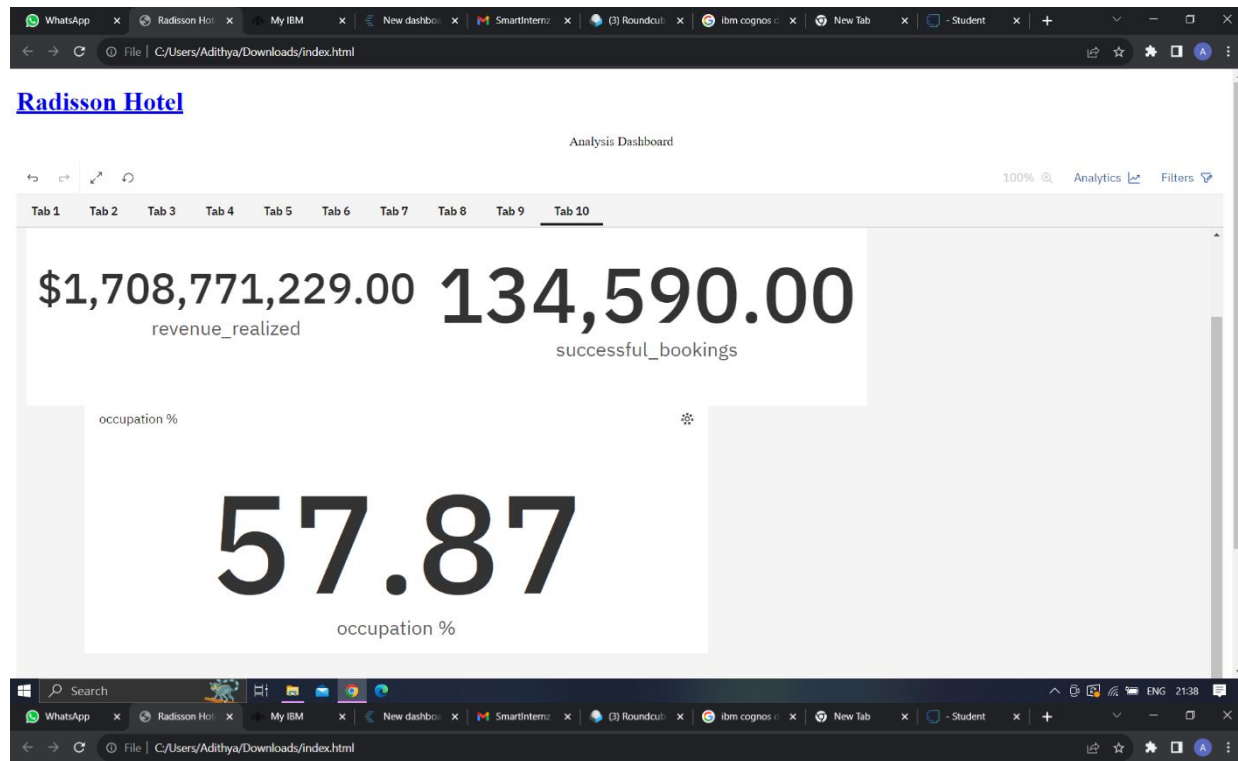 WhatsApp Radisson Hot My IBM New dashboa SmartInternz (3) Roundcub ibm cognos d New Tab - Student
File C:/Users/Adithya/Downloads/index.html A
Radisson Hotel
Analysis Dashboard
100% Analytics Filters
Tab 1 Tab 2 Tab 3 Tab 4 Tab 5 Tab 6 Tab 7 Tab 8 Tab 9 Tab 10
$1,708,771,229.00 134,590.00
revenue_realized
successful_bookings
occupation %
57.87
occupation %
Search ENG 21:38
WhatsApp Radisson Hot My IBM New dashboa SmartInternz (3) Roundcub ibm cognos d New Tab - Student
File C:/Users/Adithya/Downloads/index.html A